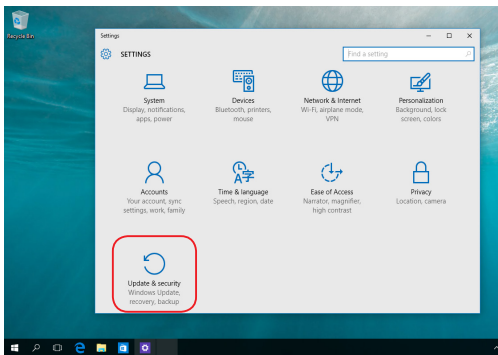 Recycle Bin
Settings
SETTINGS
Find a setting
System
Display, notifications,
apps, power
Devices
Bluetooth, printers,
mouse
Network & Internet
Wi-Fi, airplane mode,
VPN
Personalization
Background, lock
screen, colors
Accounts
Your account, sync
settings, work, family
Time & language
Speech, region, date
Ease of Access
Narrator, magnifier,
high contrast
Privacy
Location, camera
Update & security
Windows Update,
recovery, backup